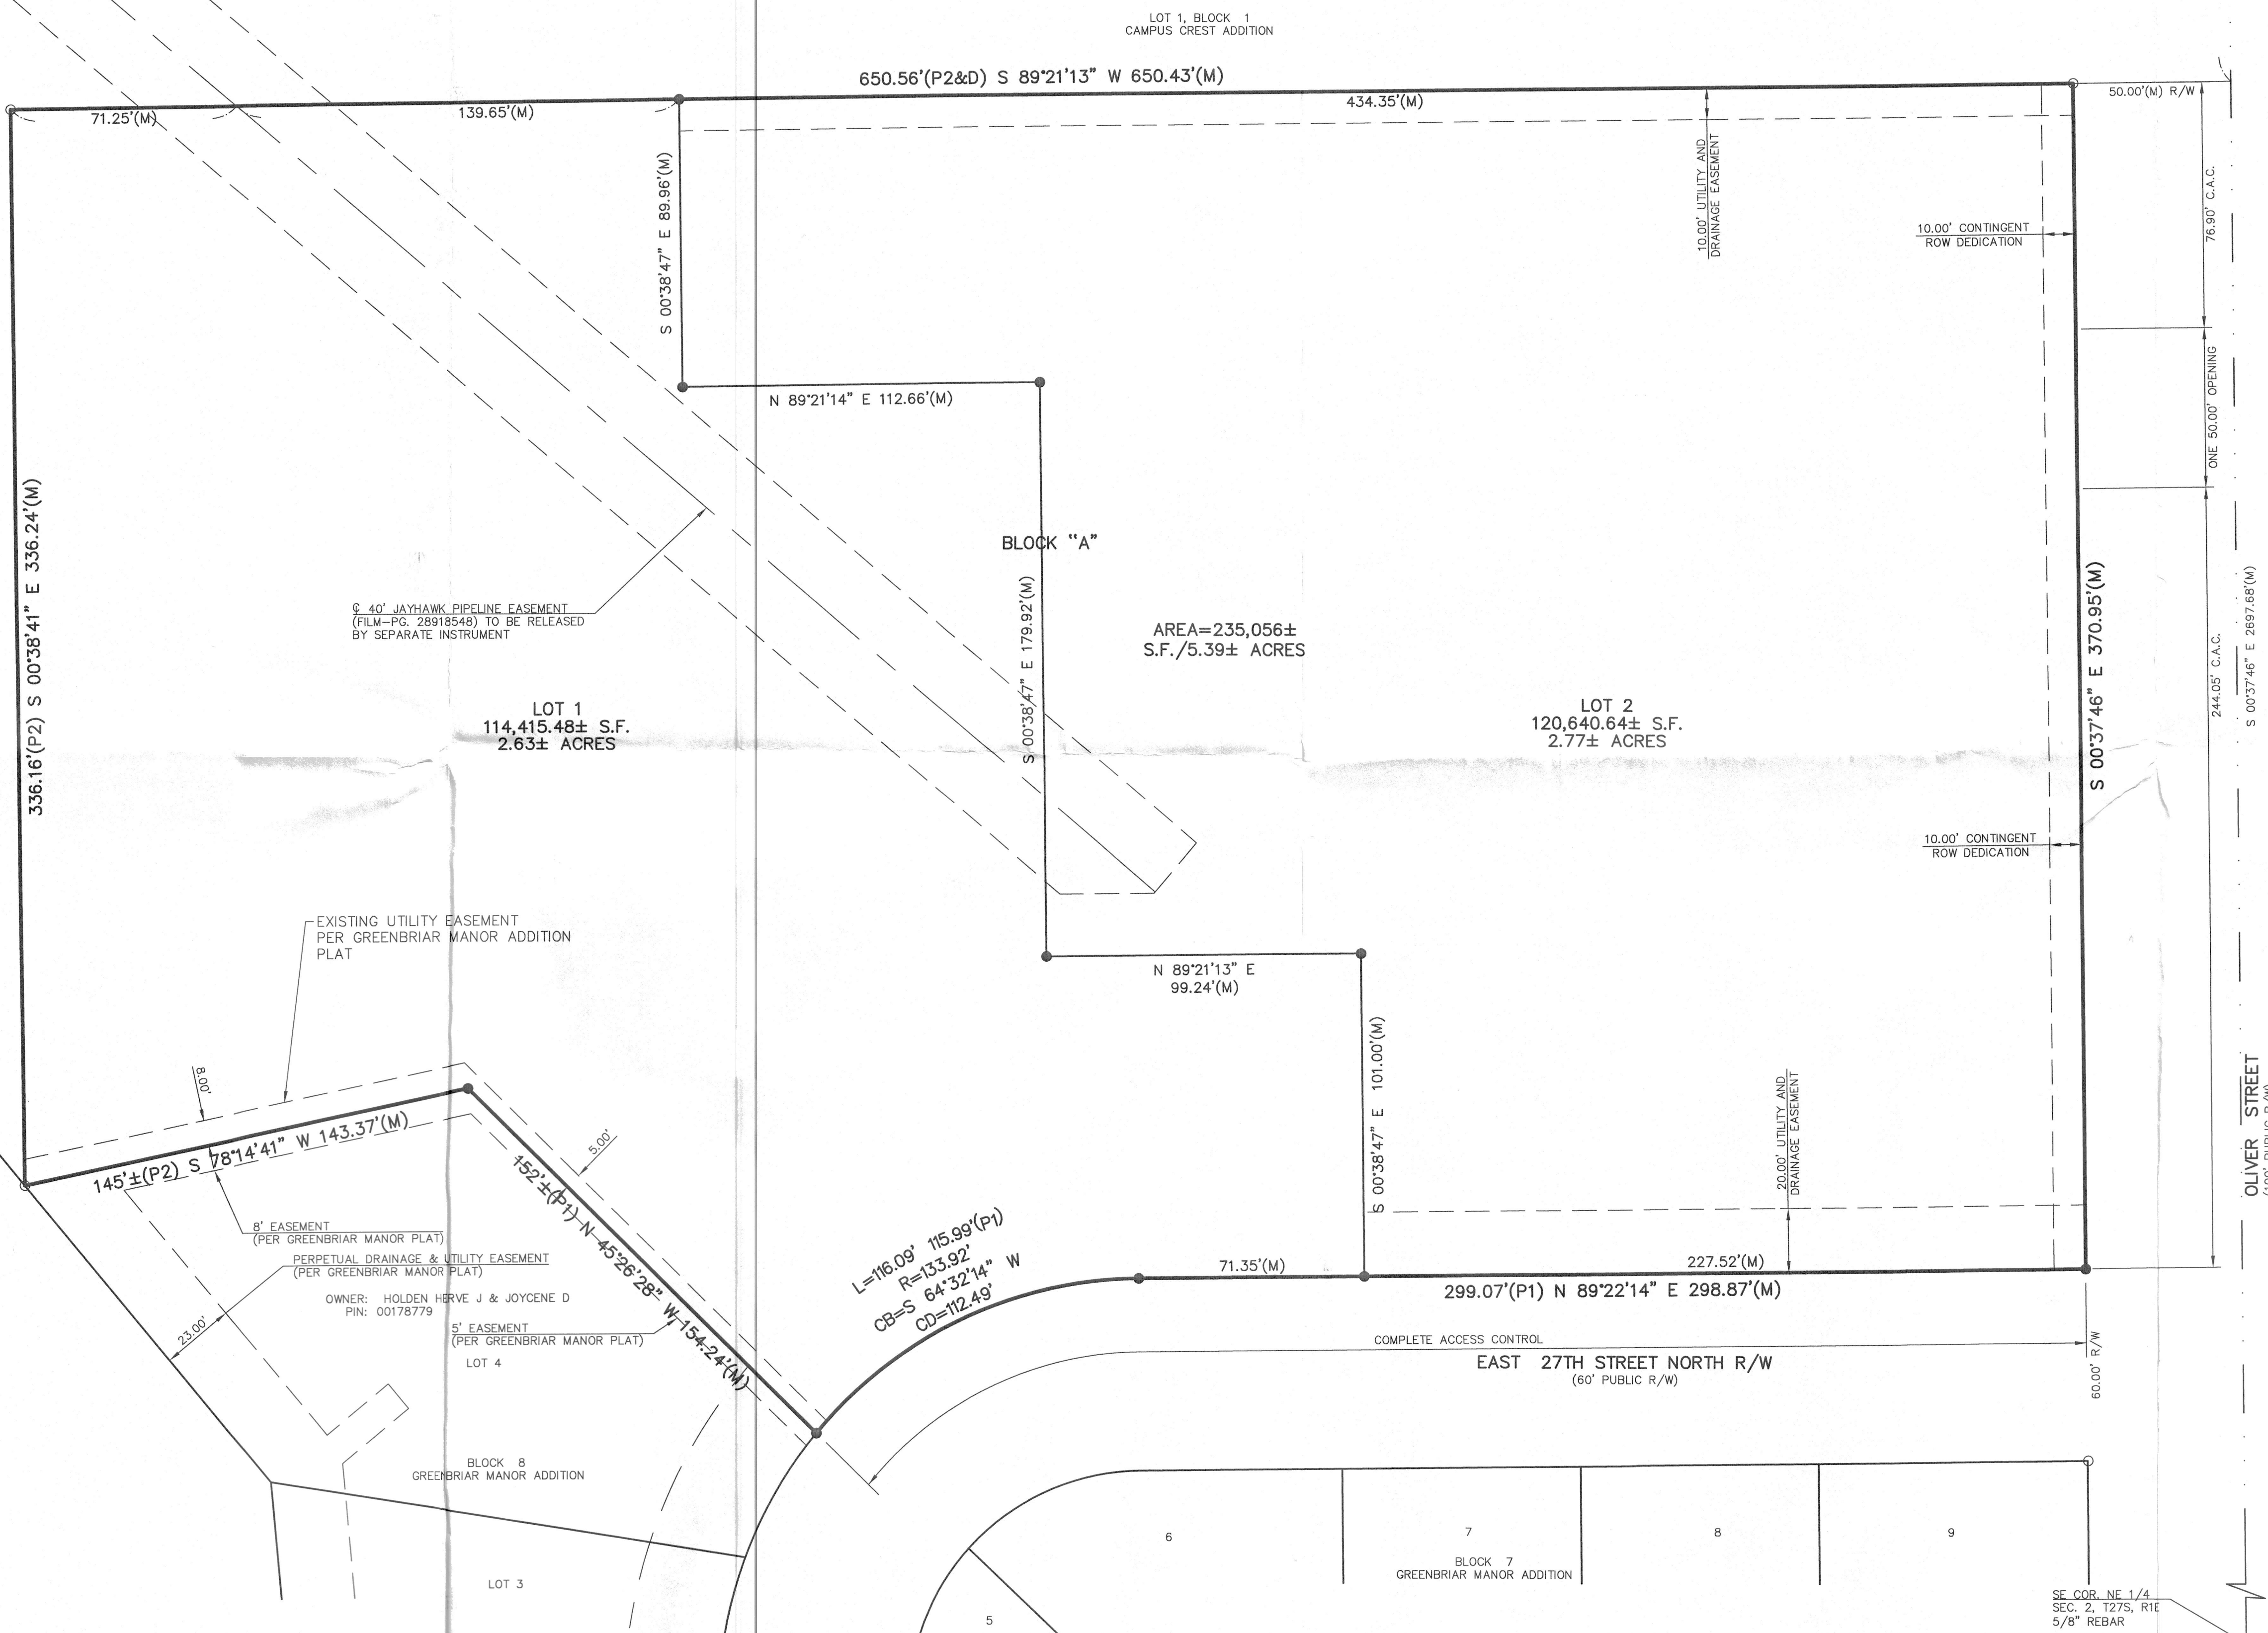 LOT 1, BLOCK 1
CAMPUS CREST ADDITION
650.56'(P2&D) S 89°21'13" W 650.43'(M)
71.25'(M)
139.65'(M)
434.35'(M)
50.00'(M) R/W
S 00°38'47" E 89.96'(M)
10.00' UTILITY AND
DRAINAGE EASEMENT
10.00' CONTINGENT
ROW DEDICATION
76.90' C.A.C.
ONE 50.00' OPENING
N 89°21'14" E 112.66'(M)
336.16'(P2) S 00°38'41" E 336.24'(M)
BLOCK "A"
S 00°38'47" E 179.92'(M)
℄ 40' JAYHAWK PIPELINE EASEMENT
(FILM-PG. 28918548) TO BE RELEASED
BY SEPARATE INSTRUMENT
AREA=235,056±
S.F./5.39± ACRES
S 00°37'46" E 370.95'(M)
244.05' C.A.C.
S 00°37'46" E 2697.68'(M)
LOT 1
114,415.48± S.F.
2.63± ACRES
LOT 2
120,640.64± S.F.
2.77± ACRES
10.00' CONTINGENT
ROW DEDICATION
EXISTING UTILITY EASEMENT
PER GREENBRIAR MANOR ADDITION
PLAT
N 89°21'13" E
99.24'(M)
S 00°38'47" E 101.00'(M)
8.00'
145'±(P2) S 78°14'41" W 143.37'(M)
5.00'
152'±(P1) N 45°26'28" W 154.24'(M)
20.00' UTILITY AND
DRAINAGE EASEMENT
OLIVER STREET
(100' PUBLIC R/W)
8' EASEMENT
(PER GREENBRIAR MANOR PLAT)
PERPETUAL DRAINAGE & UTILITY EASEMENT
(PER GREENBRIAR MANOR PLAT)
OWNER: HOLDEN HERVE J & JOYCENE D
PIN: 00178779
23.00'
5' EASEMENT
(PER GREENBRIAR MANOR PLAT)
LOT 4
L=116.09' 115.99'(P1)
R=133.92'
CB=S 64°32'14" W
CD=112.49'
71.35'(M)
227.52'(M)
299.07'(P1) N 89°22'14" E 298.87'(M)
COMPLETE ACCESS CONTROL
EAST 27TH STREET NORTH R/W
(60' PUBLIC R/W)
60.00' R/W
BLOCK 8
GREENBRIAR MANOR ADDITION
LOT 3
5
6
7
8
9
BLOCK 7
GREENBRIAR MANOR ADDITION
SE COR. NE 1/4
SEC. 2, T27S, R1E
5/8" REBAR